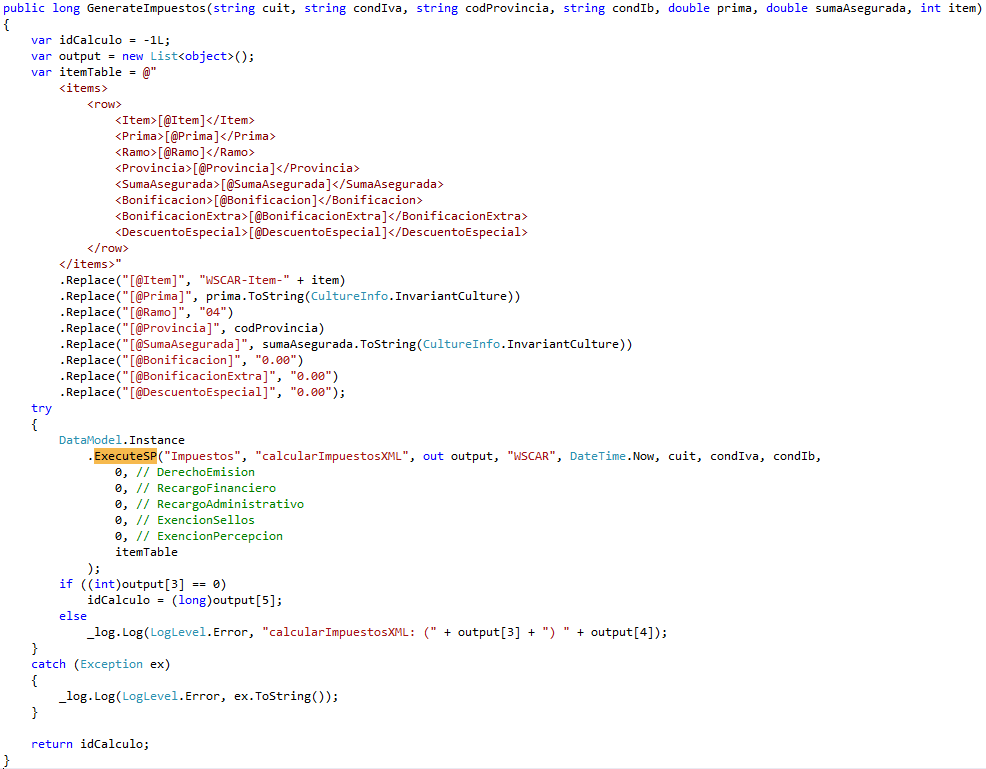 public long GenerateImpuestos(string cuit, string condIva, string codProvincia, string condIb, double prima, double sumaAsegurada, int item)
{
    var idCalculo = -1L;
    var output = new List<object>();
    var itemTable = @"
        <items>
            <row>
                <Item>[@Item]</Item>
                <Prima>[@Prima]</Prima>
                <Ramo>[@Ramo]</Ramo>
                <Provincia>[@Provincia]</Provincia>
                <SumaAsegurada>[@SumaAsegurada]</SumaAsegurada>
                <Bonificacion>[@Bonificacion]</Bonificacion>
                <BonificacionExtra>[@BonificacionExtra]</BonificacionExtra>
                <DescuentoEspecial>[@DescuentoEspecial]</DescuentoEspecial>
            </row>
        </items>"
        .Replace("[@Item]", "WSCAR-Item-" + item)
        .Replace("[@Prima]", prima.ToString(CultureInfo.InvariantCulture))
        .Replace("[@Ramo]", "04")
        .Replace("[@Provincia]", codProvincia)
        .Replace("[@SumaAsegurada]", sumaAsegurada.ToString(CultureInfo.InvariantCulture))
        .Replace("[@Bonificacion]", "0.00")
        .Replace("[@BonificacionExtra]", "0.00")
        .Replace("[@DescuentoEspecial]", "0.00");
    try
    {
        DataModel.Instance
            .ExecuteSP("Impuestos", "calcularImpuestosXML", out output, "WSCAR", DateTime.Now, cuit, condIva, condIb,
                0, // DerechoEmision
                0, // RecargoFinanciero
                0, // RecargoAdministrativo
                0, // ExencionSellos
                0, // ExencionPercepcion
                itemTable
            );
        if ((int)output[3] == 0)
            idCalculo = (long)output[5];
        else
            _log.Log(LogLevel.Error, "calcularImpuestosXML: (" + output[3] + ") " + output[4]);
    }
    catch (Exception ex)
    {
        _log.Log(LogLevel.Error, ex.ToString());
    }

    return idCalculo;
}